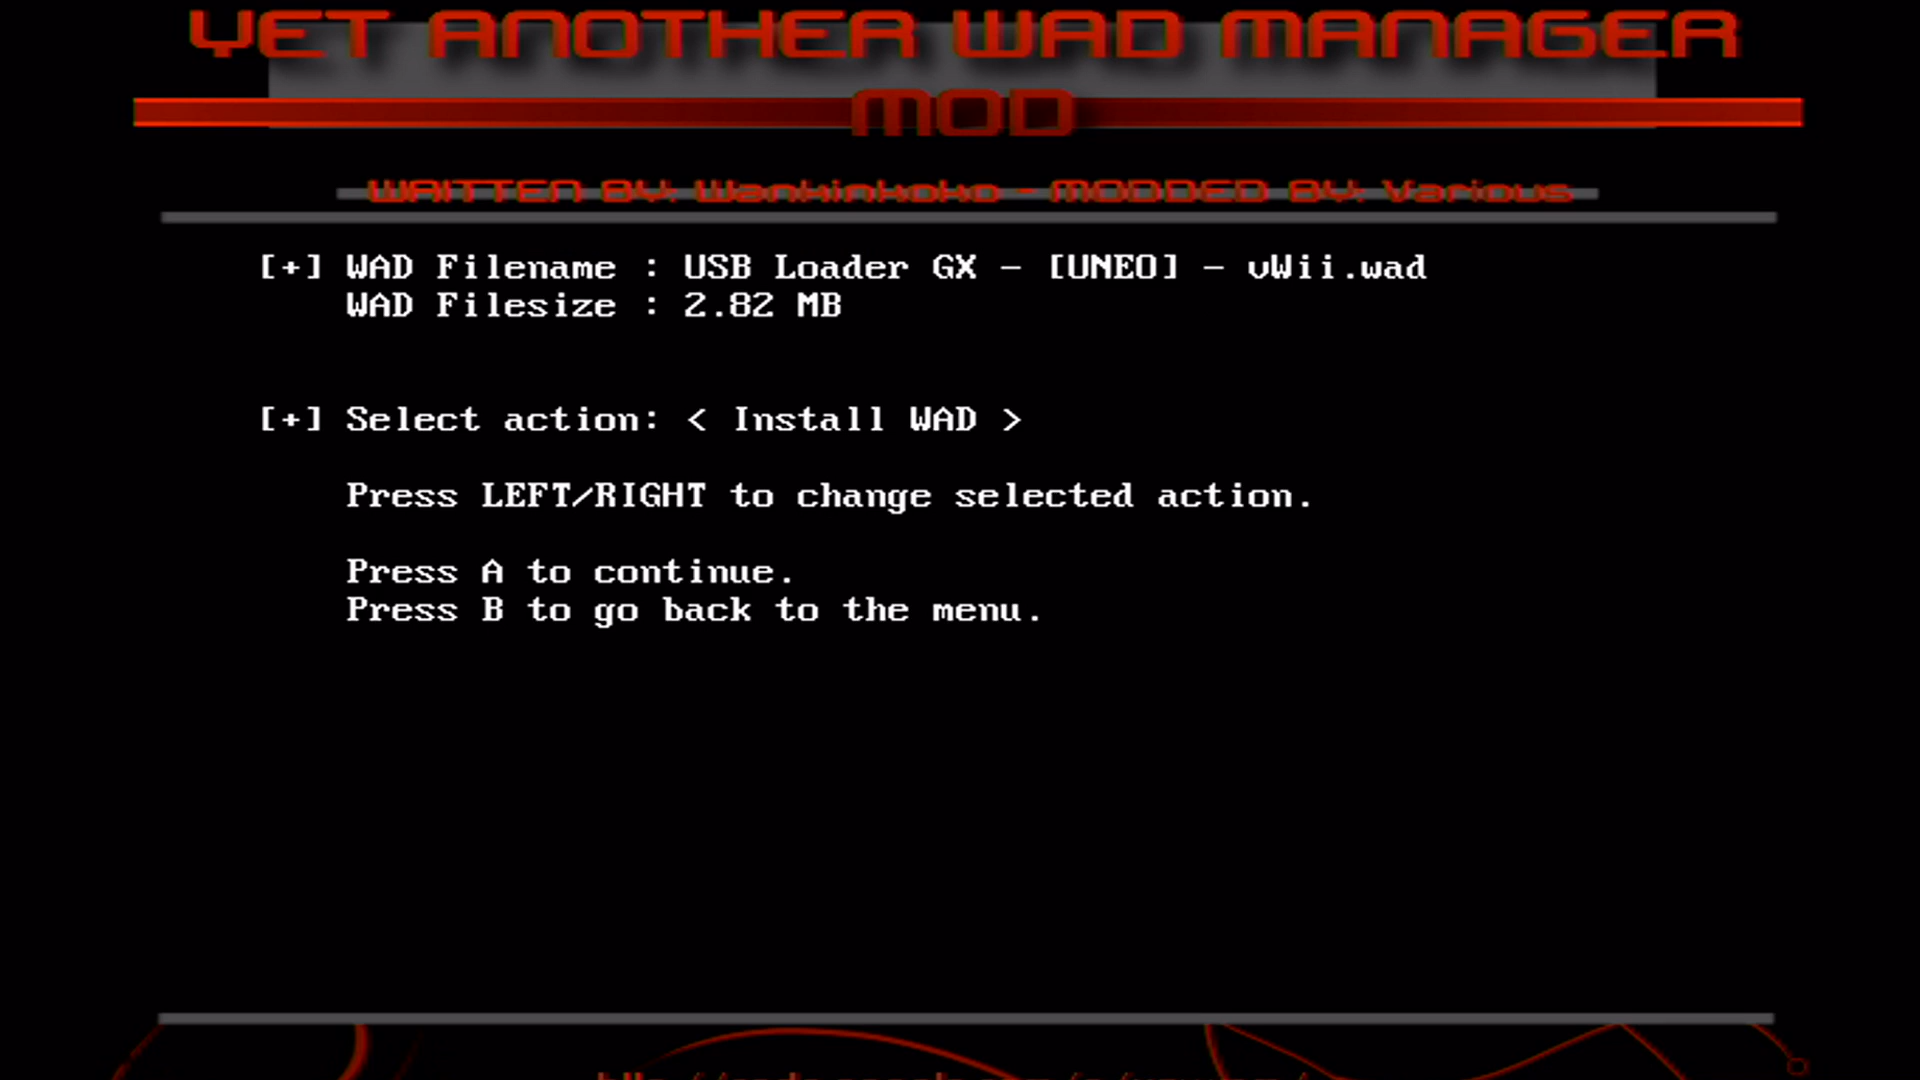 YET ANOTHER WAD MANAGER
MOD
WRITTEN BY: Waninkoko - MODDED BY: Various
[+] WAD Filename : USB Loader GX - [UNEO] - vWii.wad
WAD Filesize : 2.82 MB
[+] Select action: < Install WAD >
Press LEFT/RIGHT to change selected action.
Press A to continue.
Press B to go back to the menu.